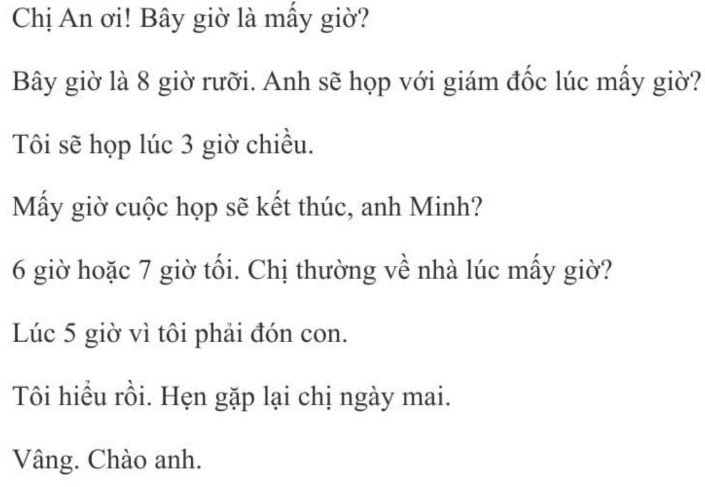 Chị An ơi! Bây giờ là mấy giờ?
Bây giờ là 8 giờ rưỡi. Anh sẽ họp với giám đốc lúc mấy giờ?
Tôi sẽ họp lúc 3 giờ chiều.
Mấy giờ cuộc họp sẽ kết thúc, anh Minh?
6 giờ hoặc 7 giờ tối. Chị thường về nhà lúc mấy giờ?
Lúc 5 giờ vì tôi phải đón con.
Tôi hiểu rồi. Hẹn gặp lại chị ngày mai.
Vâng. Chào anh.